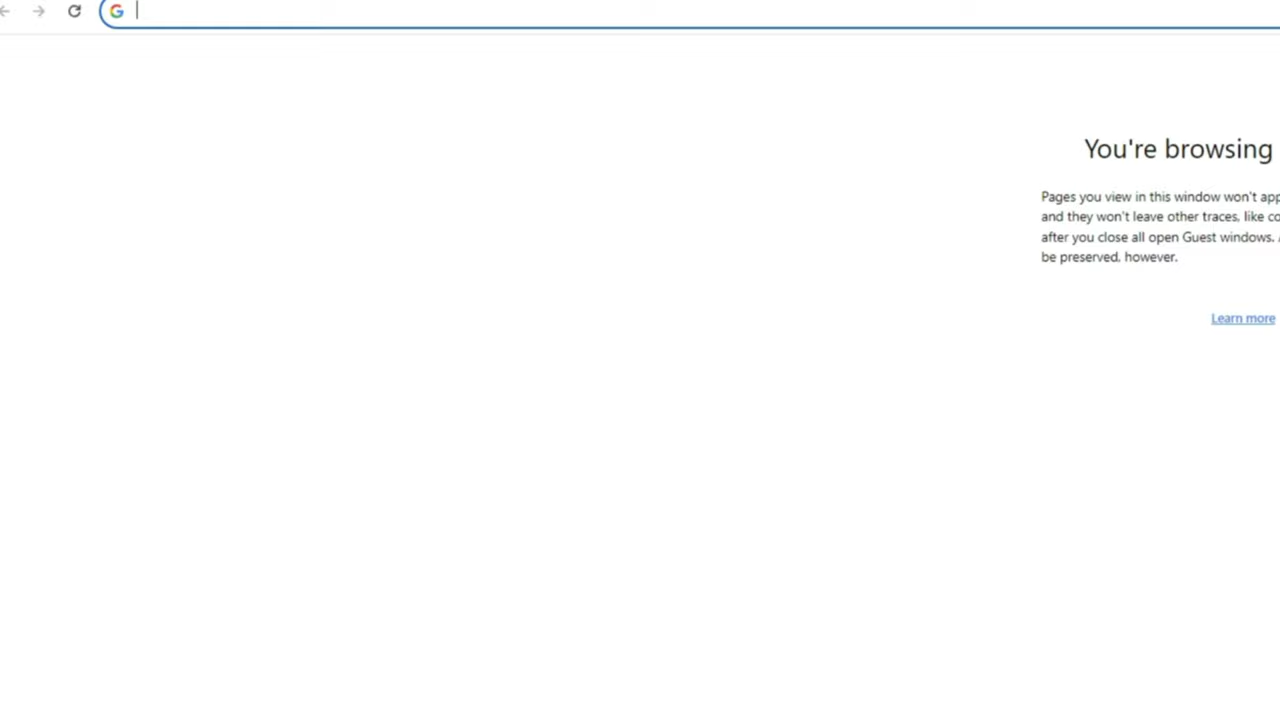 You're browsing
Pages you view in this window won't app
and they won't leave other traces, like co
after you close all open Guest windows.
be preserved, however.
Learn more